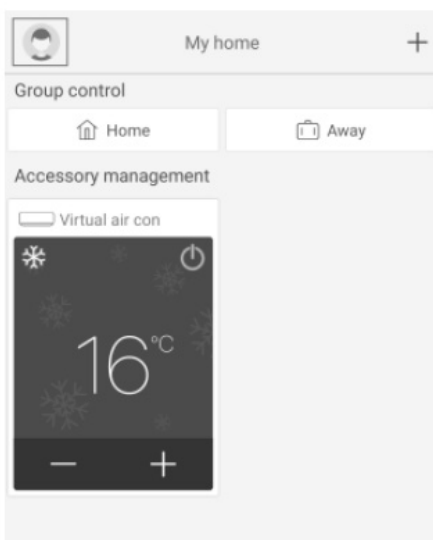 My home
Group control
Home Away
Accessory management
Virtual air con
16°C